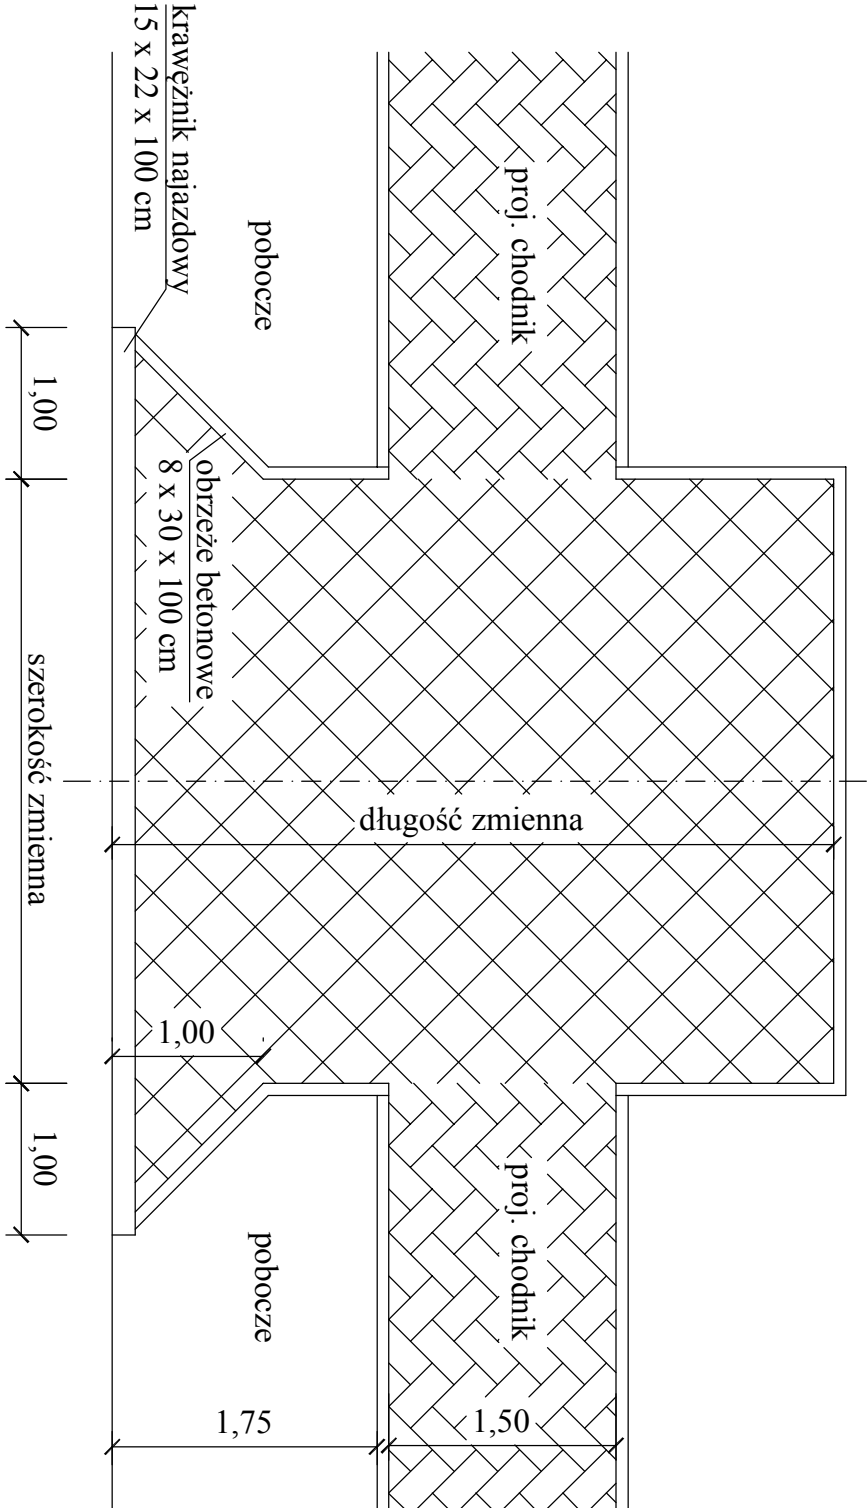 krawężnik najazdowy
15 x 22 x 100 cm
pobocze
proj. chodnik
1,00
obrzeże betonowe
8 x 30 x 100 cm
szerokość zmienna
długość zmienna
1,00
1,00
pobocze
proj. chodnik
1,75
1,50